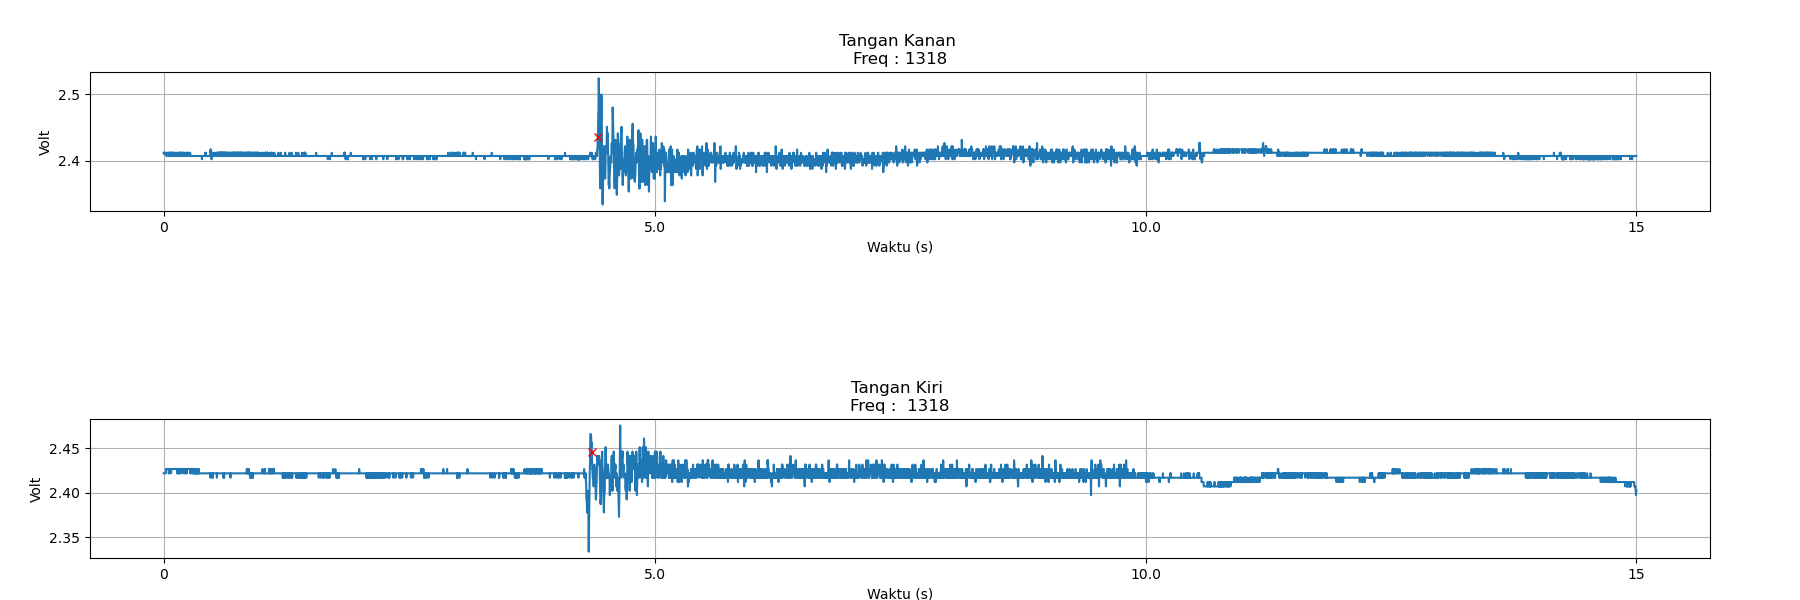 Tangan Kanan
Freq : 1318
2.5
2.4
Volt
0 5.0 10.0 15
Waktu (s)
Tangan Kiri
Freq :  1318
2.45
2.40
2.35
Volt
0 5.0 10.0 15
Waktu (s)